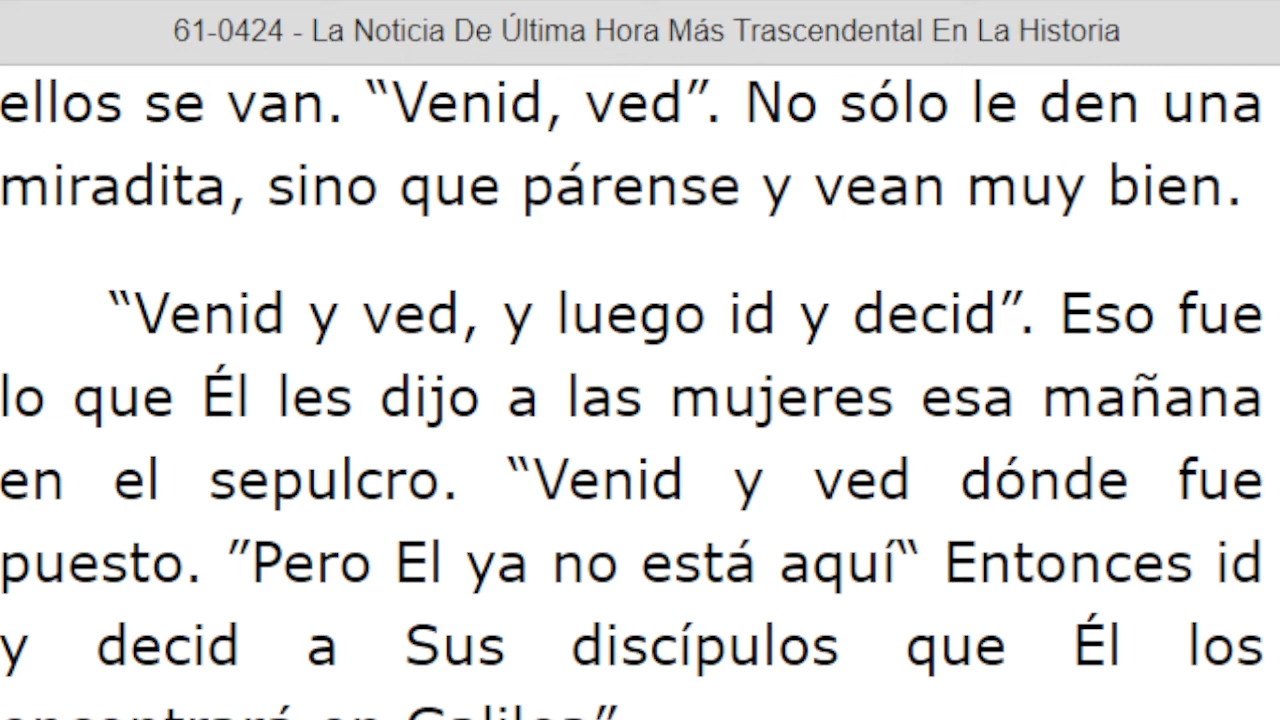 61-0424 - La Noticia De Última Hora Más Trascendental En La Historia
ellos se van. “Venid, ved”. No sólo le den una
miradita, sino que párense y vean muy bien.
“Venid y ved, y luego id y decid”. Eso fue
lo que Él les dijo a las mujeres esa mañana
en el sepulcro. “Venid y ved dónde fue
puesto. ”Pero El ya no está aquí“ Entonces id
y decid a Sus discípulos que Él los
encontrará en Galilea”